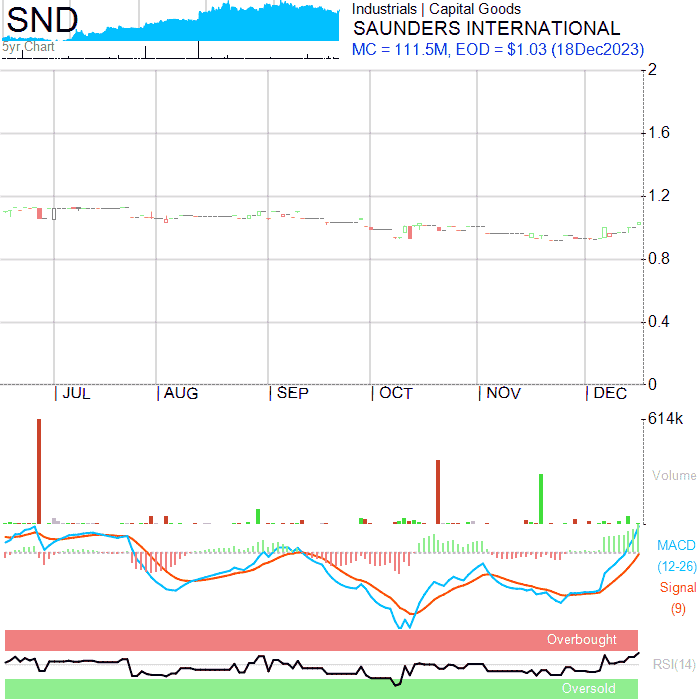 SND
5yr Chart
Industrials | Capital Goods
SAUNDERS INTERNATIONAL
MC = 111.5M, EOD = $1.03 (18Dec2023)
2
1.6
1.2
0.8
0.4
0
| JUL | AUG | SEP | OCT | NOV | DEC
614k
Volume
MACD
(12-26)
Signal
(9)
Overbought
RSI(14)
Oversold